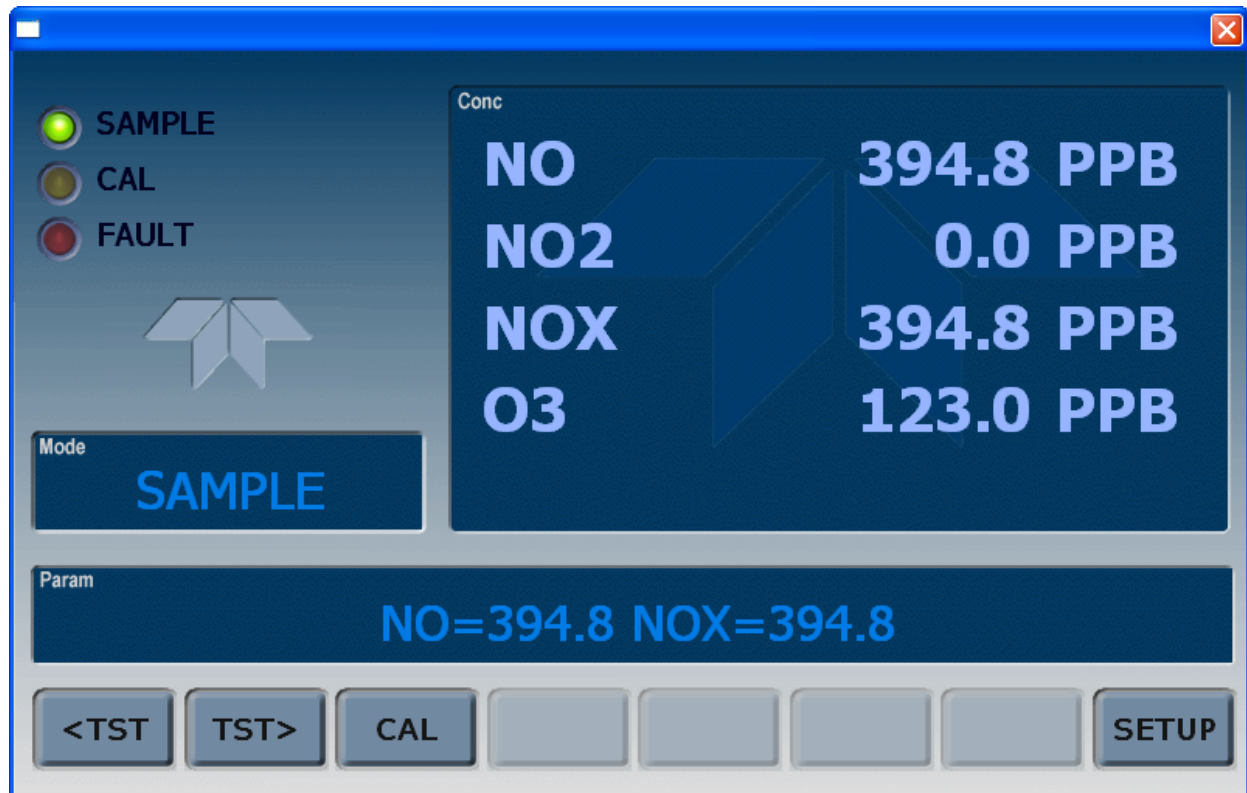 SAMPLE
CAL
FAULT
Conc
NO 394.8 PPB
NO2 0.0 PPB
NOX 394.8 PPB
O3 123.0 PPB
Mode
SAMPLE
Param
NO=394.8 NOX=394.8
<TST TST> CAL SETUP